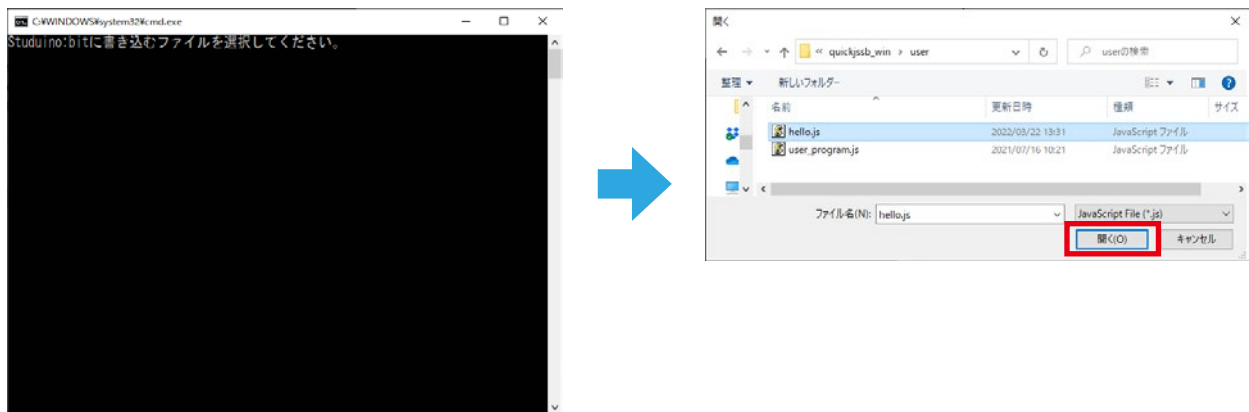 C:¥WINDOWS¥system32¥cmd.exe
Studuino:bitに書き込むファイルを選択してください。
開く
« quickjssb_win › user
userの検索
整理 新しいフォルダー
名前 更新日時 種類 サイズ
hello.js 2022/03/22 13:31 JavaScript ファイル
user_program.js 2021/07/16 10:21 JavaScript ファイル
ファイル名(N): hello.js JavaScript File (*.js)
開く(O) キャンセル